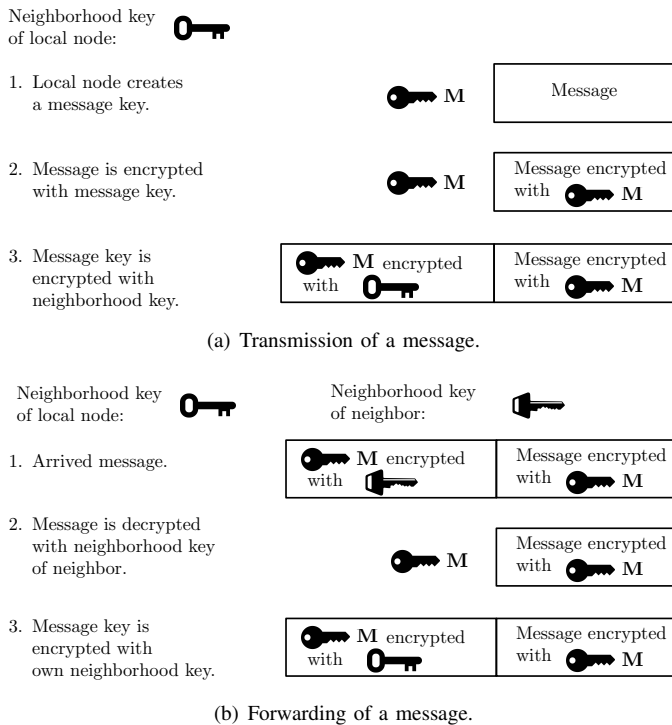 Neighborhood key
of local node:
1. Local node creates
a message key.
M
Message
2. Message is encrypted
with message key.
M
Message encrypted
with M
3. Message key is
encrypted with
neighborhood key.
M encrypted
with
Message encrypted
with M
(a) Transmission of a message.
Neighborhood key
of local node:
Neighborhood key
of neighbor:
1. Arrived message.
M encrypted
with
Message encrypted
with M
2. Message is decrypted
with neighborhood key
of neighbor.
M
Message encrypted
with M
3. Message key is
encrypted with
own neighborhood key.
M encrypted
with
Message encrypted
with M
(b) Forwarding of a message.